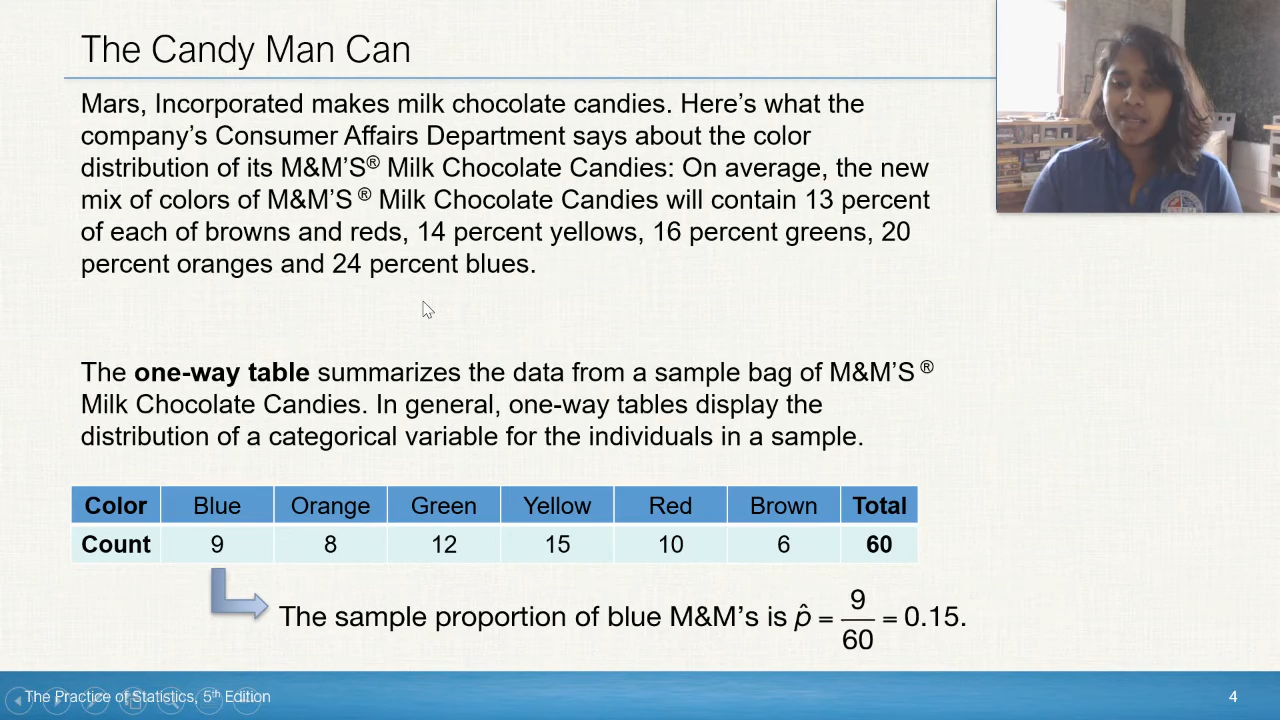 The Candy Man Can
Mars, Incorporated makes milk chocolate candies. Here's what the
company's Consumer Affairs Department says about the color
distribution of its M&M'S® Milk Chocolate Candies: On average, the new
mix of colors of M&M'S ® Milk Chocolate Candies will contain 13 percent
of each of browns and reds, 14 percent yellows, 16 percent greens, 20
percent oranges and 24 percent blues.
The one-way table summarizes the data from a sample bag of M&M'S ®
Milk Chocolate Candies. In general, one-way tables display the
distribution of a categorical variable for the individuals in a sample.
Color Blue Orange Green Yellow Red Brown Total
Count 9 8 12 15 10 6 60
The sample proportion of blue M&M's is p̂ = 9/60 = 0.15.
The Practice of Statistics, 5th Edition 4